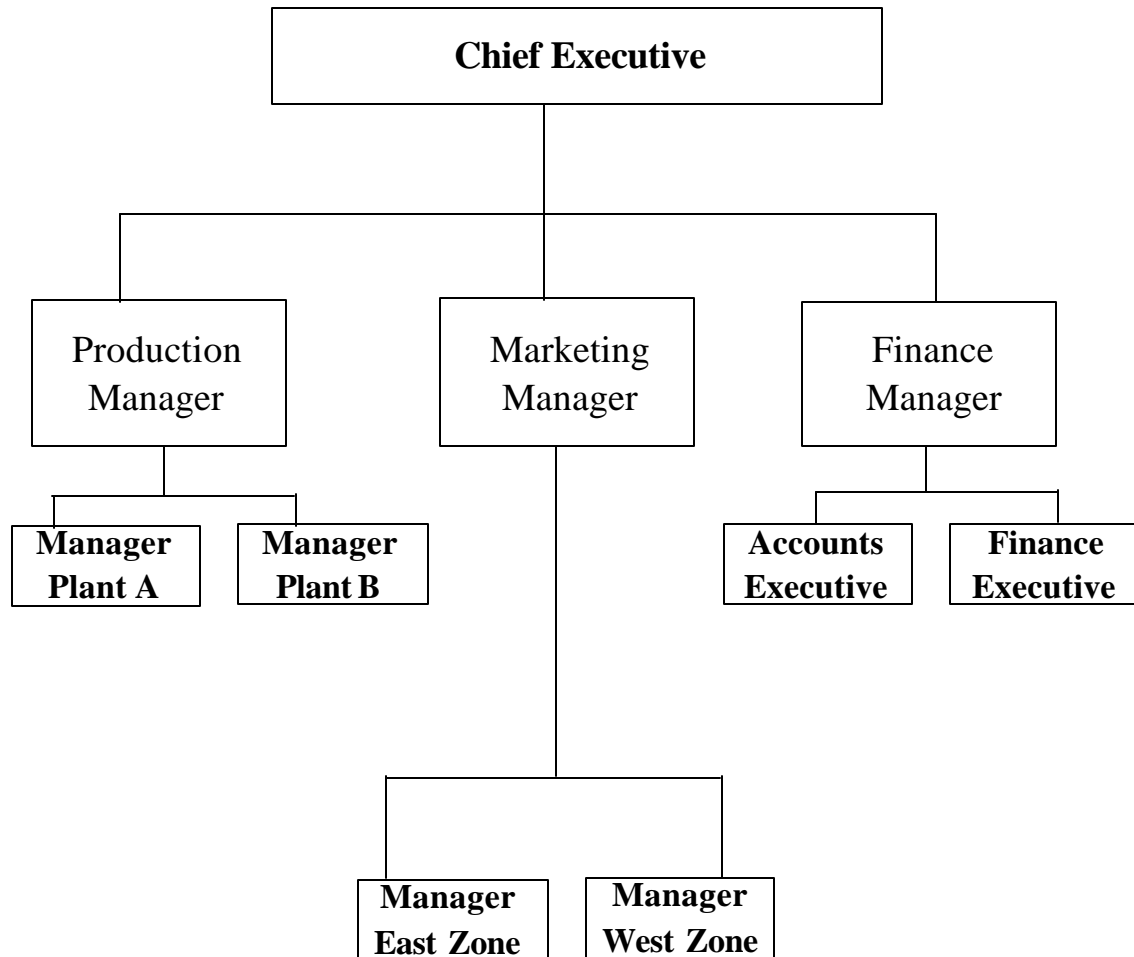 Chief Executive
Production
Manager
Marketing
Manager
Finance
Manager
Manager
Plant A
Manager
Plant B
Accounts
Executive
Finance
Executive
Manager
East Zone
Manager
West Zone